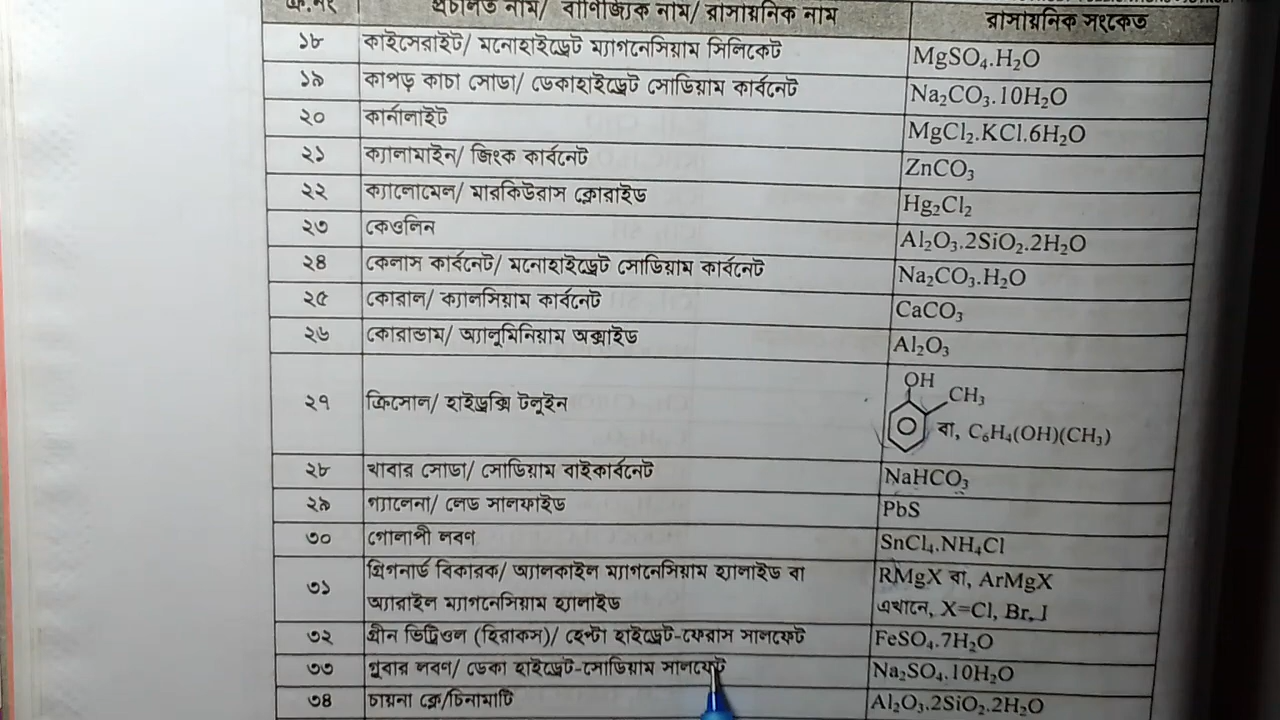 ক্র.নং প্রচলিত নাম/ বাণিজ্যিক নাম/ রাসায়নিক নাম রাসায়নিক সংকেত
১৮ কাইসেরাইট/ মনোহাইড্রেট ম্যাগনেসিয়াম সিলিকেট MgSO₄.H₂O
১৯ কাপড় কাচা সোডা/ ডেকাহাইড্রেট সোডিয়াম কার্বনেট Na₂CO₃.10H₂O
২০ কার্নালাইট MgCl₂.KCl.6H₂O
২১ ক্যালামাইন/ জিংক কার্বনেট ZnCO₃
২২ ক্যালোমেল/ মারকিউরাস ক্লোরাইড Hg₂Cl₂
২৩ কেওলিন Al₂O₃.2SiO₂.2H₂O
২৪ কেলাস কার্বনেট/ মনোহাইড্রেট সোডিয়াম কার্বনেট Na₂CO₃.H₂O
২৫ কোরাল/ ক্যালসিয়াম কার্বনেট CaCO₃
২৬ কোরান্ডাম/ অ্যালুমিনিয়াম অক্সাইড Al₂O₃
OH
CH₃
২৭ ক্রিসোল/ হাইড্রক্সি টলুইন বা, C₆H₄(OH)(CH₃)
২৮ খাবার সোডা/ সোডিয়াম বাইকার্বনেট NaHCO₃
২৯ গ্যালেনা/ লেড সালফাইড PbS
৩০ গোলাপী লবণ SnCl₄.NH₄Cl
৩১ গ্রিগনার্ড বিকারক/ অ্যালকাইল ম্যাগনেসিয়াম হ্যালাইড বা RMgX বা, ArMgX
অ্যারাইল ম্যাগনেসিয়াম হ্যালাইড এখানে, X=Cl, Br, I
৩২ গ্রীন ভিট্রিওল (হিরাকস)/ হেপ্টা হাইড্রেট-ফেরাস সালফেট FeSO₄.7H₂O
৩৩ গ্লুবার লবণ/ ডেকা হাইড্রেট-সোডিয়াম সালফেট Na₂SO₄.10H₂O
৩৪ চায়না ক্লে/চিনামাটি Al₂O₃.2SiO₂.2H₂O